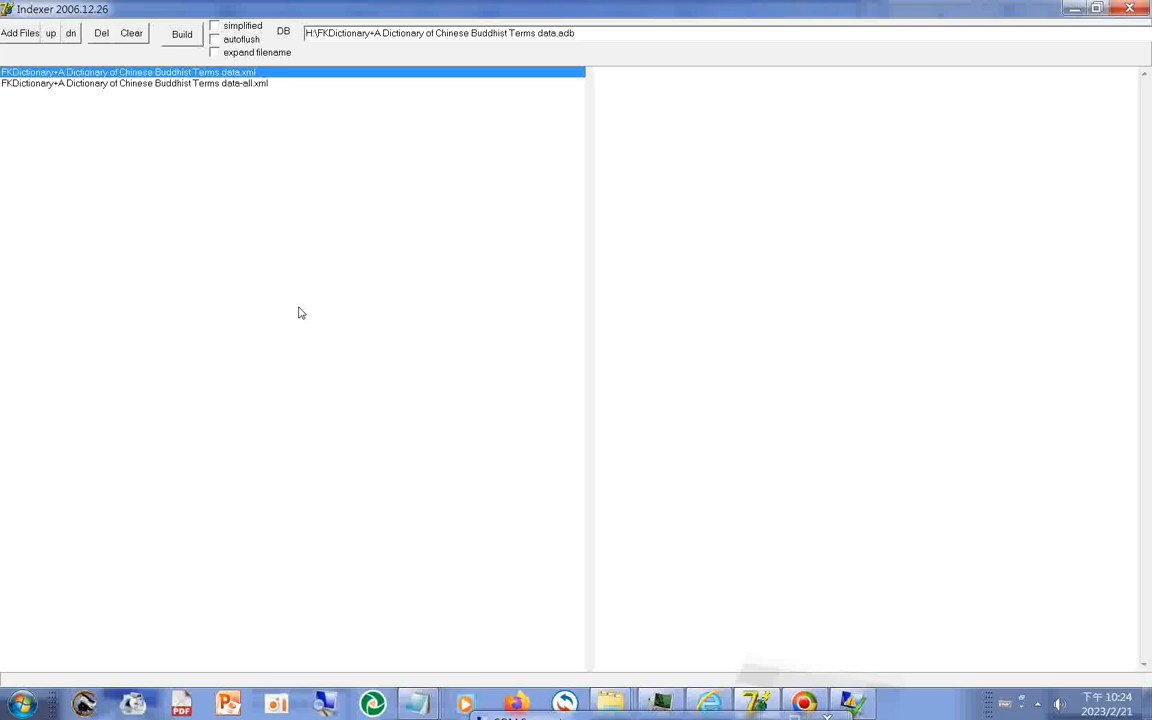 Indexer 2006.12.26
Add Files up dn Del Clear Build
simplified
autoflush
expand filename
DB H:\FKDictionary+A Dictionary of Chinese Buddhist Terms data.adb
FKDictionary+A Dictionary of Chinese Buddhist Terms data.xml
FKDictionary+A Dictionary of Chinese Buddhist Terms data-all.xml
下午 10:24
2023/2/21